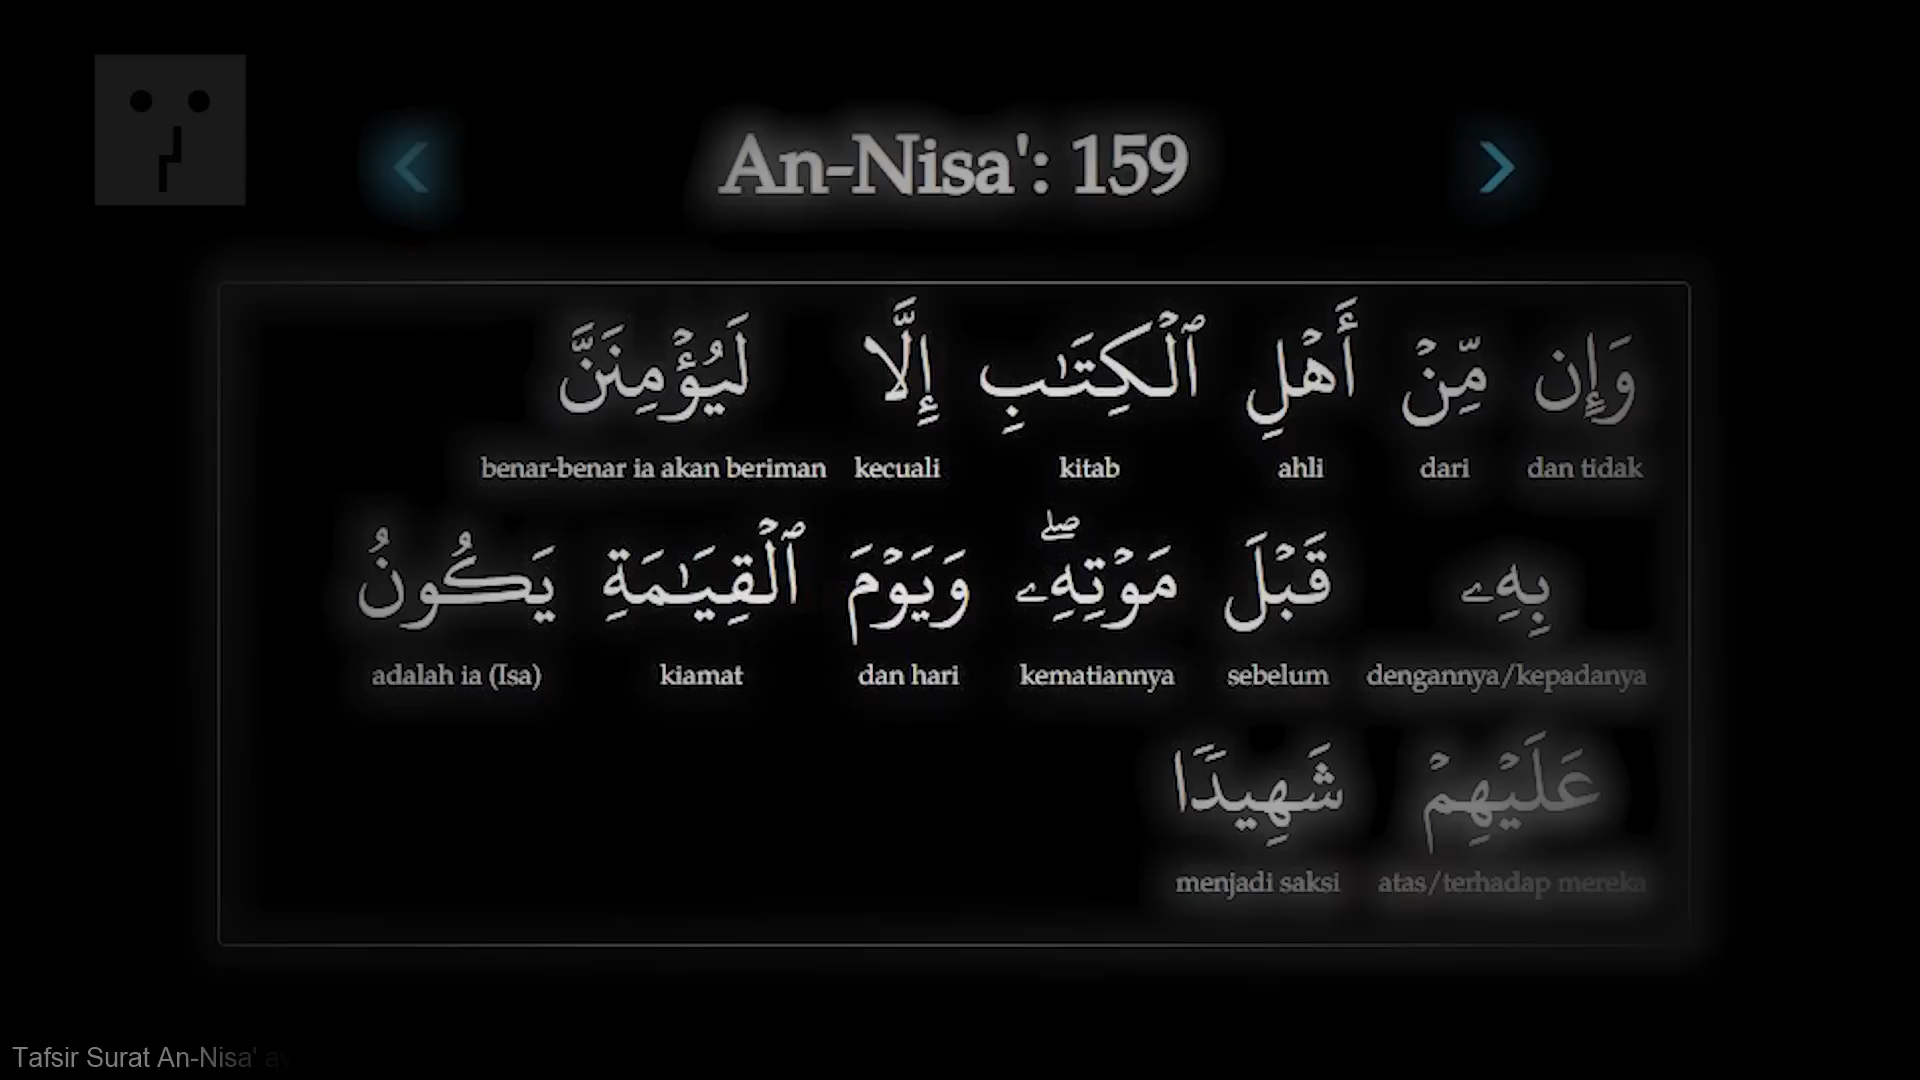 An-Nisa': 159
وَإِن مِّنۡ أَهۡلِ ٱلۡكِتَٰبِ إِلَّا لَيُؤۡمِنَنَّ
dan tidak dari ahli kitab kecuali benar-benar ia akan beriman
بِهِۦ قَبۡلَ مَوۡتِهِۦۖ وَيَوۡمَ ٱلۡقِيَٰمَةِ يَكُونُ
dengannya/kepadanya sebelum kematiannya dan hari kiamat adalah ia (Isa)
عَلَيۡهِمۡ شَهِيدٗا
atas/terhadap mereka menjadi saksi
Tafsir Surat An-Nisa'